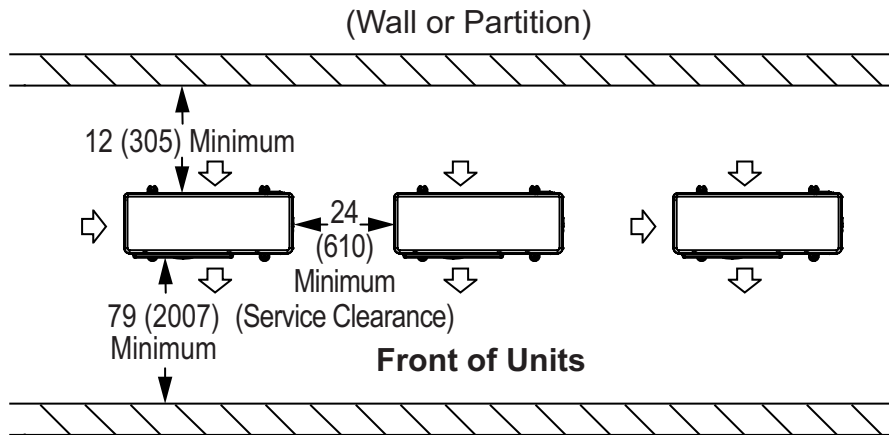 (Wall or Partition)
12 (305) Minimum
24
(610)
Minimum
79 (2007) (Service Clearance)
Minimum
Front of Units